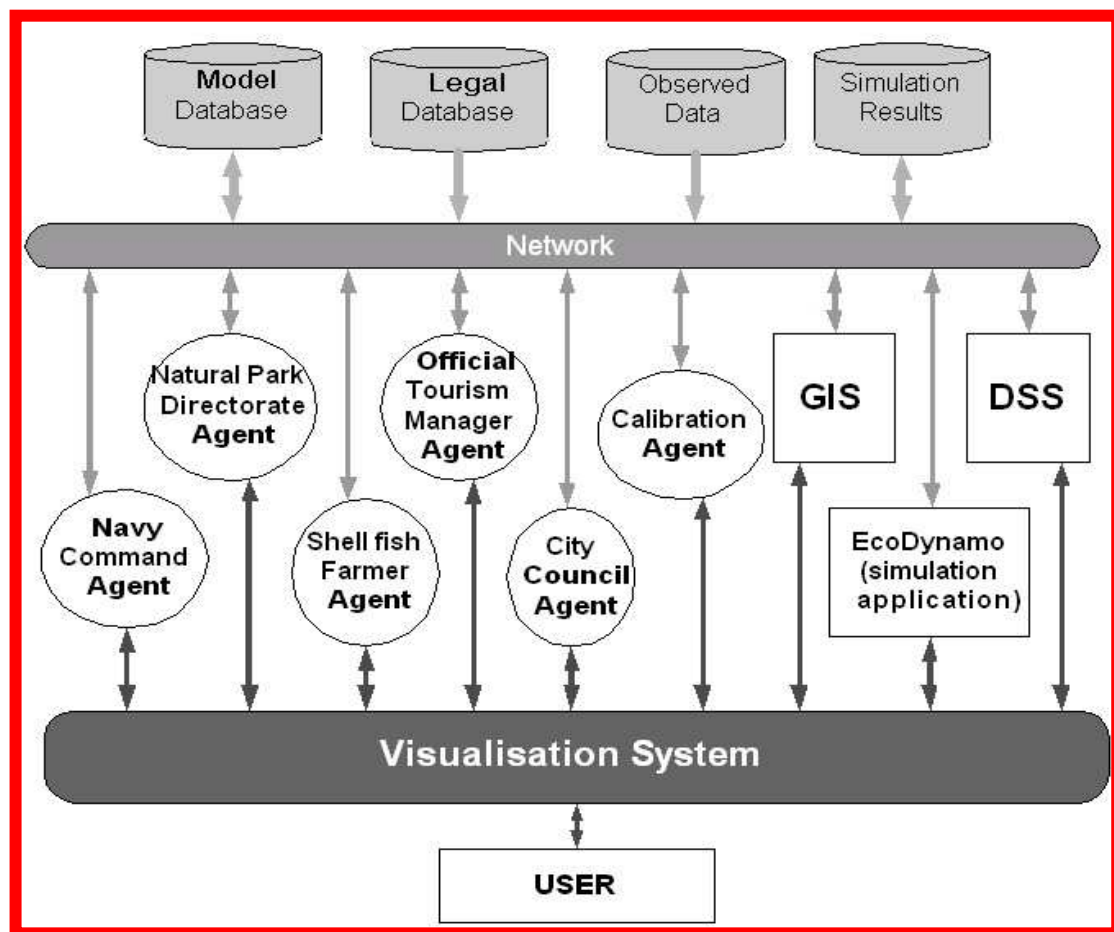 Model
Database
Legal
Database
Observed
Data
Simulation
Results
Network
Natural Park
Directorate
Agent
Official
Tourism
Manager
Agent
Calibration
Agent
GIS
DSS
Navy
Command
Agent
Shell fish
Farmer
Agent
City
Council
Agent
EcoDynamo
(simulation
application)
Visualisation System
USER